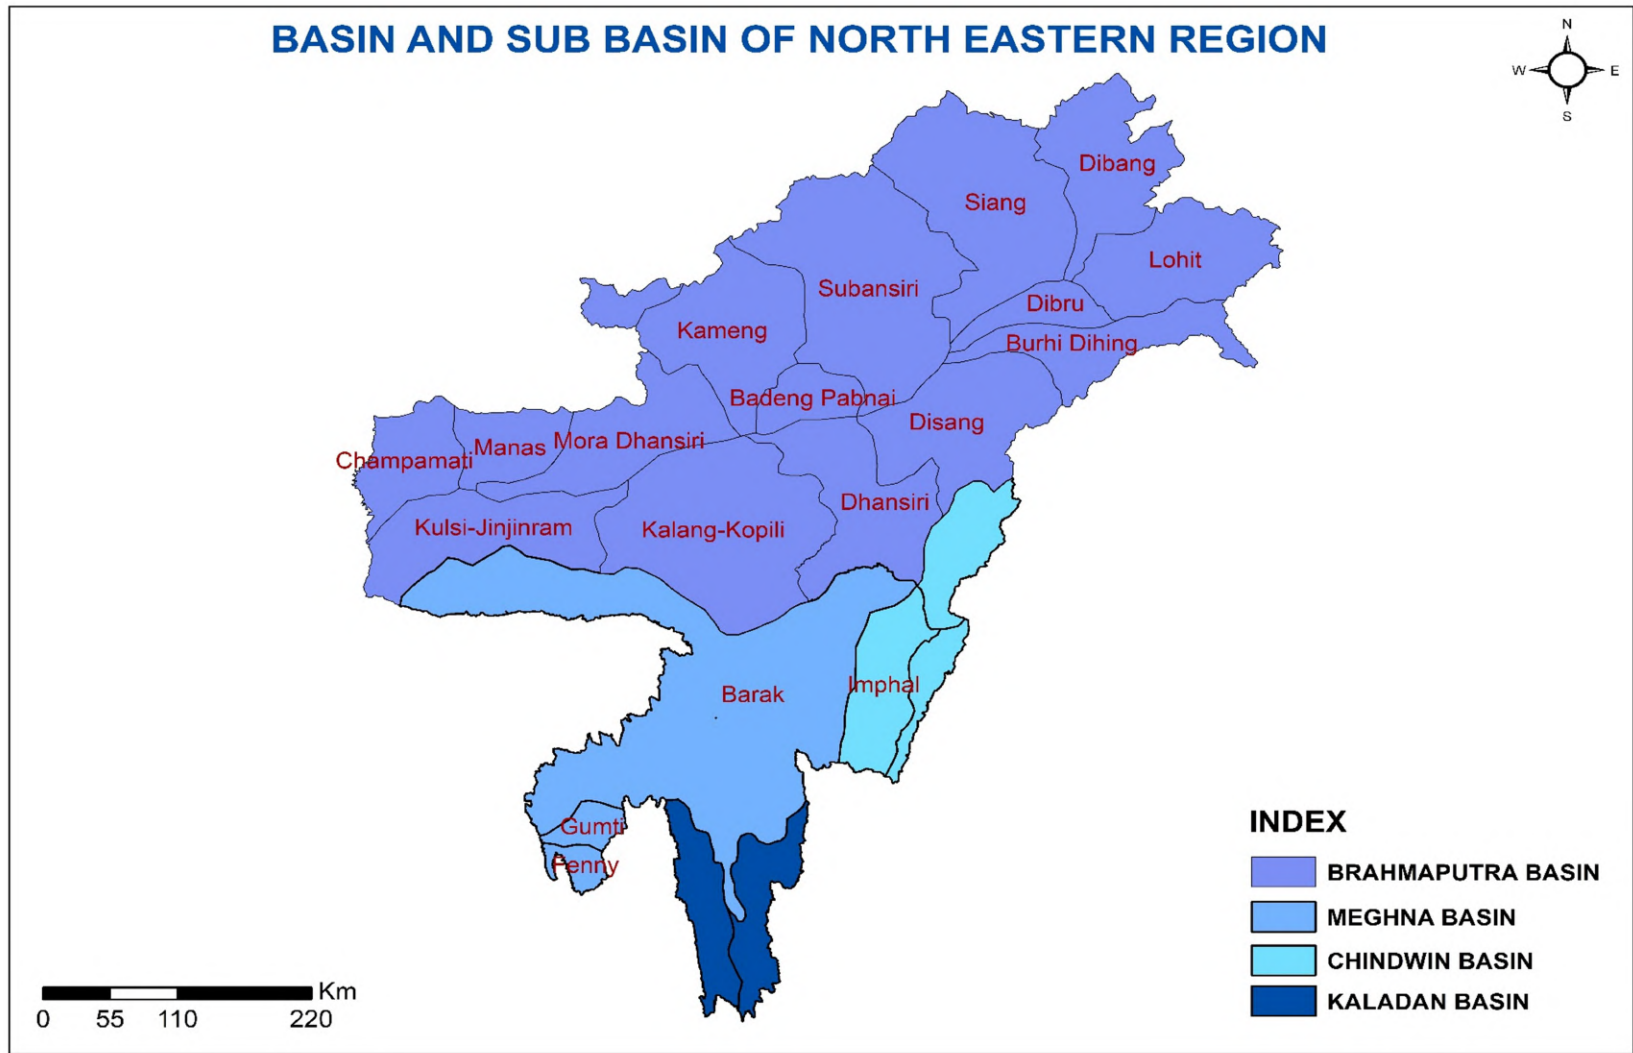 BASIN AND SUB BASIN OF NORTH EASTERN REGION
N
W E
S
Dibang
Siang
Lohit
Subansiri
Dibru
Kameng
Burhi Dihing
Badeng Pabnai
Disang
Mora Dhansiri
Manas
Champamati
Dhansiri
Kulsi-Jinjinram
Kalang-Kopili
Imphal
Barak
Gumti
Fenny
INDEX
BRAHMAPUTRA BASIN
MEGHNA BASIN
CHINDWIN BASIN
KALADAN BASIN
Km
0 55 110 220